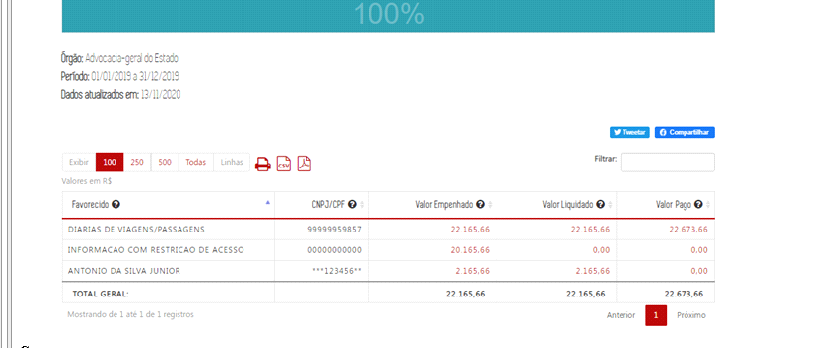 100%
Órgão: Advocacia-geral do Estado
Período: 01/01/2019 a 31/12/2019
Dados atualizados em: 13/11/2020
Tweetar Compartilhar
Exibir 100 250 500 Todas Linhas CSV Filtrar:
Valores em R$
Favorecido CNPJ/CPF Valor Empenhado Valor Liquidado Valor Pago
DIARIAS DE VIAGENS/PASSAGENS 99999959857 22.165,66 22.165,66 22.673,66
INFORMACAO COM RESTRICAO DE ACESSO 00000000000 20.165,66 0,00 0,00
ANTONIO DA SILVA JUNIOR ***123456** 2.165,66 2.165,66 0,00
TOTAL GERAL: 22.165,66 22.165,66 22.673,66
Mostrando de 1 até 1 de 1 registros Anterior 1 Próximo